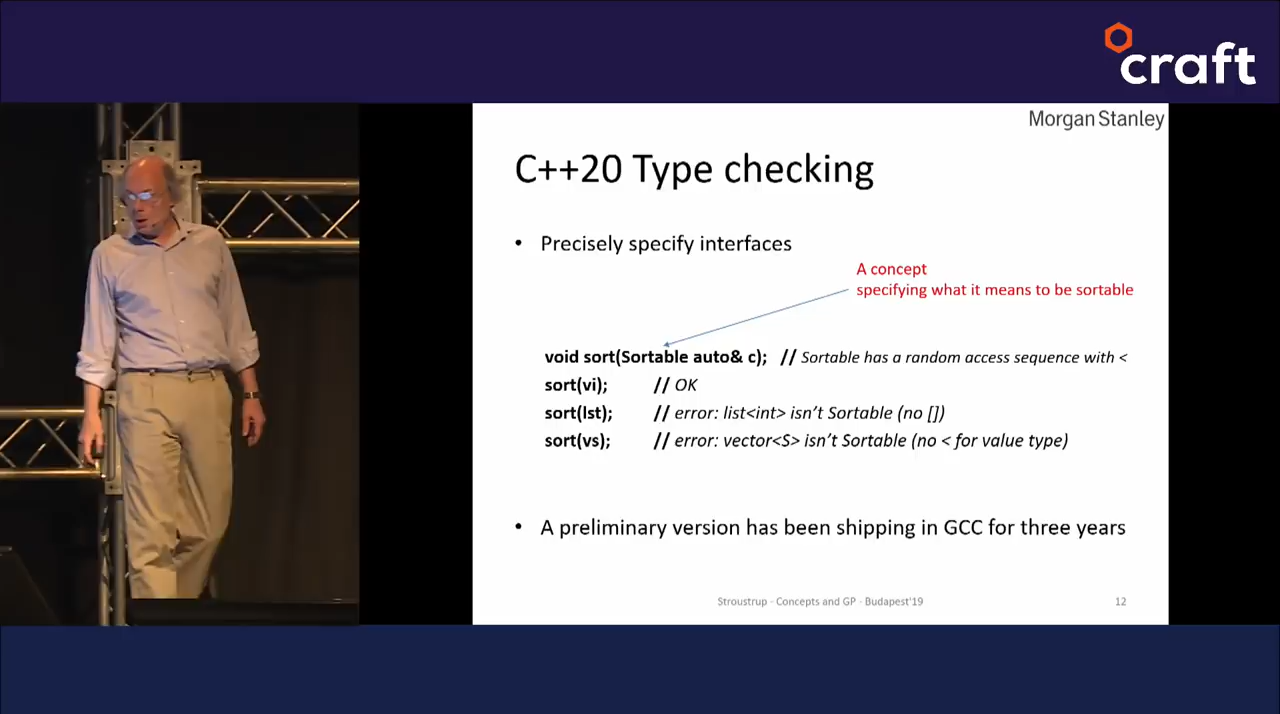 craft
Morgan Stanley
C++20 Type checking
• Precisely specify interfaces
A concept
specifying what it means to be sortable
void sort(Sortable auto& c); // Sortable has a random access sequence with <
sort(vi); // OK
sort(lst); // error: list<int> isn't Sortable (no [])
sort(vs); // error: vector<S> isn't Sortable (no < for value type)
• A preliminary version has been shipping in GCC for three years
Stroustrup - Concepts and GP - Budapest'19 12